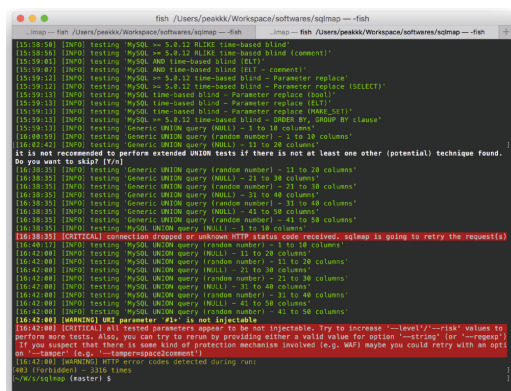 fish /Users/peakkk/Workspace/softwares/sqlmap — -fish
...lmap — fish /Users/peakkk/Workspace/softwares/sqlmap — -fish
...lmap — fish /Users/peakkk/Workspace/softwares/sqlmap — -fish +
[15:58:50] [INFO] testing 'MySQL >= 5.0.12 RLIKE time-based blind'
[15:58:56] [INFO] testing 'MySQL >= 5.0.12 RLIKE time-based blind (comment)'
[15:59:01] [INFO] testing 'MySQL AND time-based blind (ELT)'
[15:59:07] [INFO] testing 'MySQL AND time-based blind (ELT - comment)'
[15:59:12] [INFO] testing 'MySQL >= 5.0.12 time-based blind - Parameter replace'
[15:59:12] [INFO] testing 'MySQL >= 5.0.12 time-based blind - Parameter replace (SELECT)'
[15:59:13] [INFO] testing 'MySQL time-based blind - Parameter replace (bool)'
[15:59:13] [INFO] testing 'MySQL time-based blind - Parameter replace (ELT)'
[15:59:13] [INFO] testing 'MySQL time-based blind - Parameter replace (MAKE_SET)'
[15:59:13] [INFO] testing 'MySQL >= 5.0.12 time-based blind - ORDER BY, GROUP BY clause'
[15:59:13] [INFO] testing 'Generic UNION query (NULL) - 1 to 10 columns'
[16:00:59] [INFO] testing 'Generic UNION query (random number) - 1 to 10 columns'
[16:02:42] [INFO] testing 'Generic UNION query (NULL) - 11 to 20 columns'
it is not recommended to perform extended UNION tests if there is not at least one other (potential) technique found.
Do you want to skip? [Y/n]
[16:38:35] [INFO] testing 'Generic UNION query (random number) - 11 to 20 columns'
[16:38:35] [INFO] testing 'Generic UNION query (NULL) - 21 to 30 columns'
[16:38:35] [INFO] testing 'Generic UNION query (random number) - 21 to 30 columns'
[16:38:35] [INFO] testing 'Generic UNION query (NULL) - 31 to 40 columns'
[16:38:35] [INFO] testing 'Generic UNION query (random number) - 31 to 40 columns'
[16:38:35] [INFO] testing 'Generic UNION query (NULL) - 41 to 50 columns'
[16:38:35] [INFO] testing 'Generic UNION query (random number) - 41 to 50 columns'
[16:38:35] [INFO] testing 'MySQL UNION query (NULL) - 1 to 10 columns'
[16:38:35] [CRITICAL] connection dropped or unknown HTTP status code received. sqlmap is going to retry the request(s)
[16:40:17] [INFO] testing 'MySQL UNION query (random number) - 1 to 10 columns'
[16:42:00] [INFO] testing 'MySQL UNION query (NULL) - 11 to 20 columns'
[16:42:00] [INFO] testing 'MySQL UNION query (random number) - 11 to 20 columns'
[16:42:00] [INFO] testing 'MySQL UNION query (NULL) - 21 to 30 columns'
[16:42:00] [INFO] testing 'MySQL UNION query (random number) - 21 to 30 columns'
[16:42:00] [INFO] testing 'MySQL UNION query (NULL) - 31 to 40 columns'
[16:42:00] [INFO] testing 'MySQL UNION query (random number) - 31 to 40 columns'
[16:42:00] [INFO] testing 'MySQL UNION query (NULL) - 41 to 50 columns'
[16:42:00] [INFO] testing 'MySQL UNION query (random number) - 41 to 50 columns'
[16:42:00] [WARNING] URI parameter '#1*' is not injectable
[16:42:00] [CRITICAL] all tested parameters appear to be not injectable. Try to increase '--level'/'--risk' values to
perform more tests. Also, you can try to rerun by providing either a valid value for option '--string' (or '--regexp')
If you suspect that there is some kind of protection mechanism involved (e.g. WAF) maybe you could retry with an opti
on '--tamper' (e.g. '--tamper=space2comment')
[16:42:00] [WARNING] HTTP error codes detected during run:
403 (Forbidden) - 3316 times
~/W/s/sqlmap (master) $